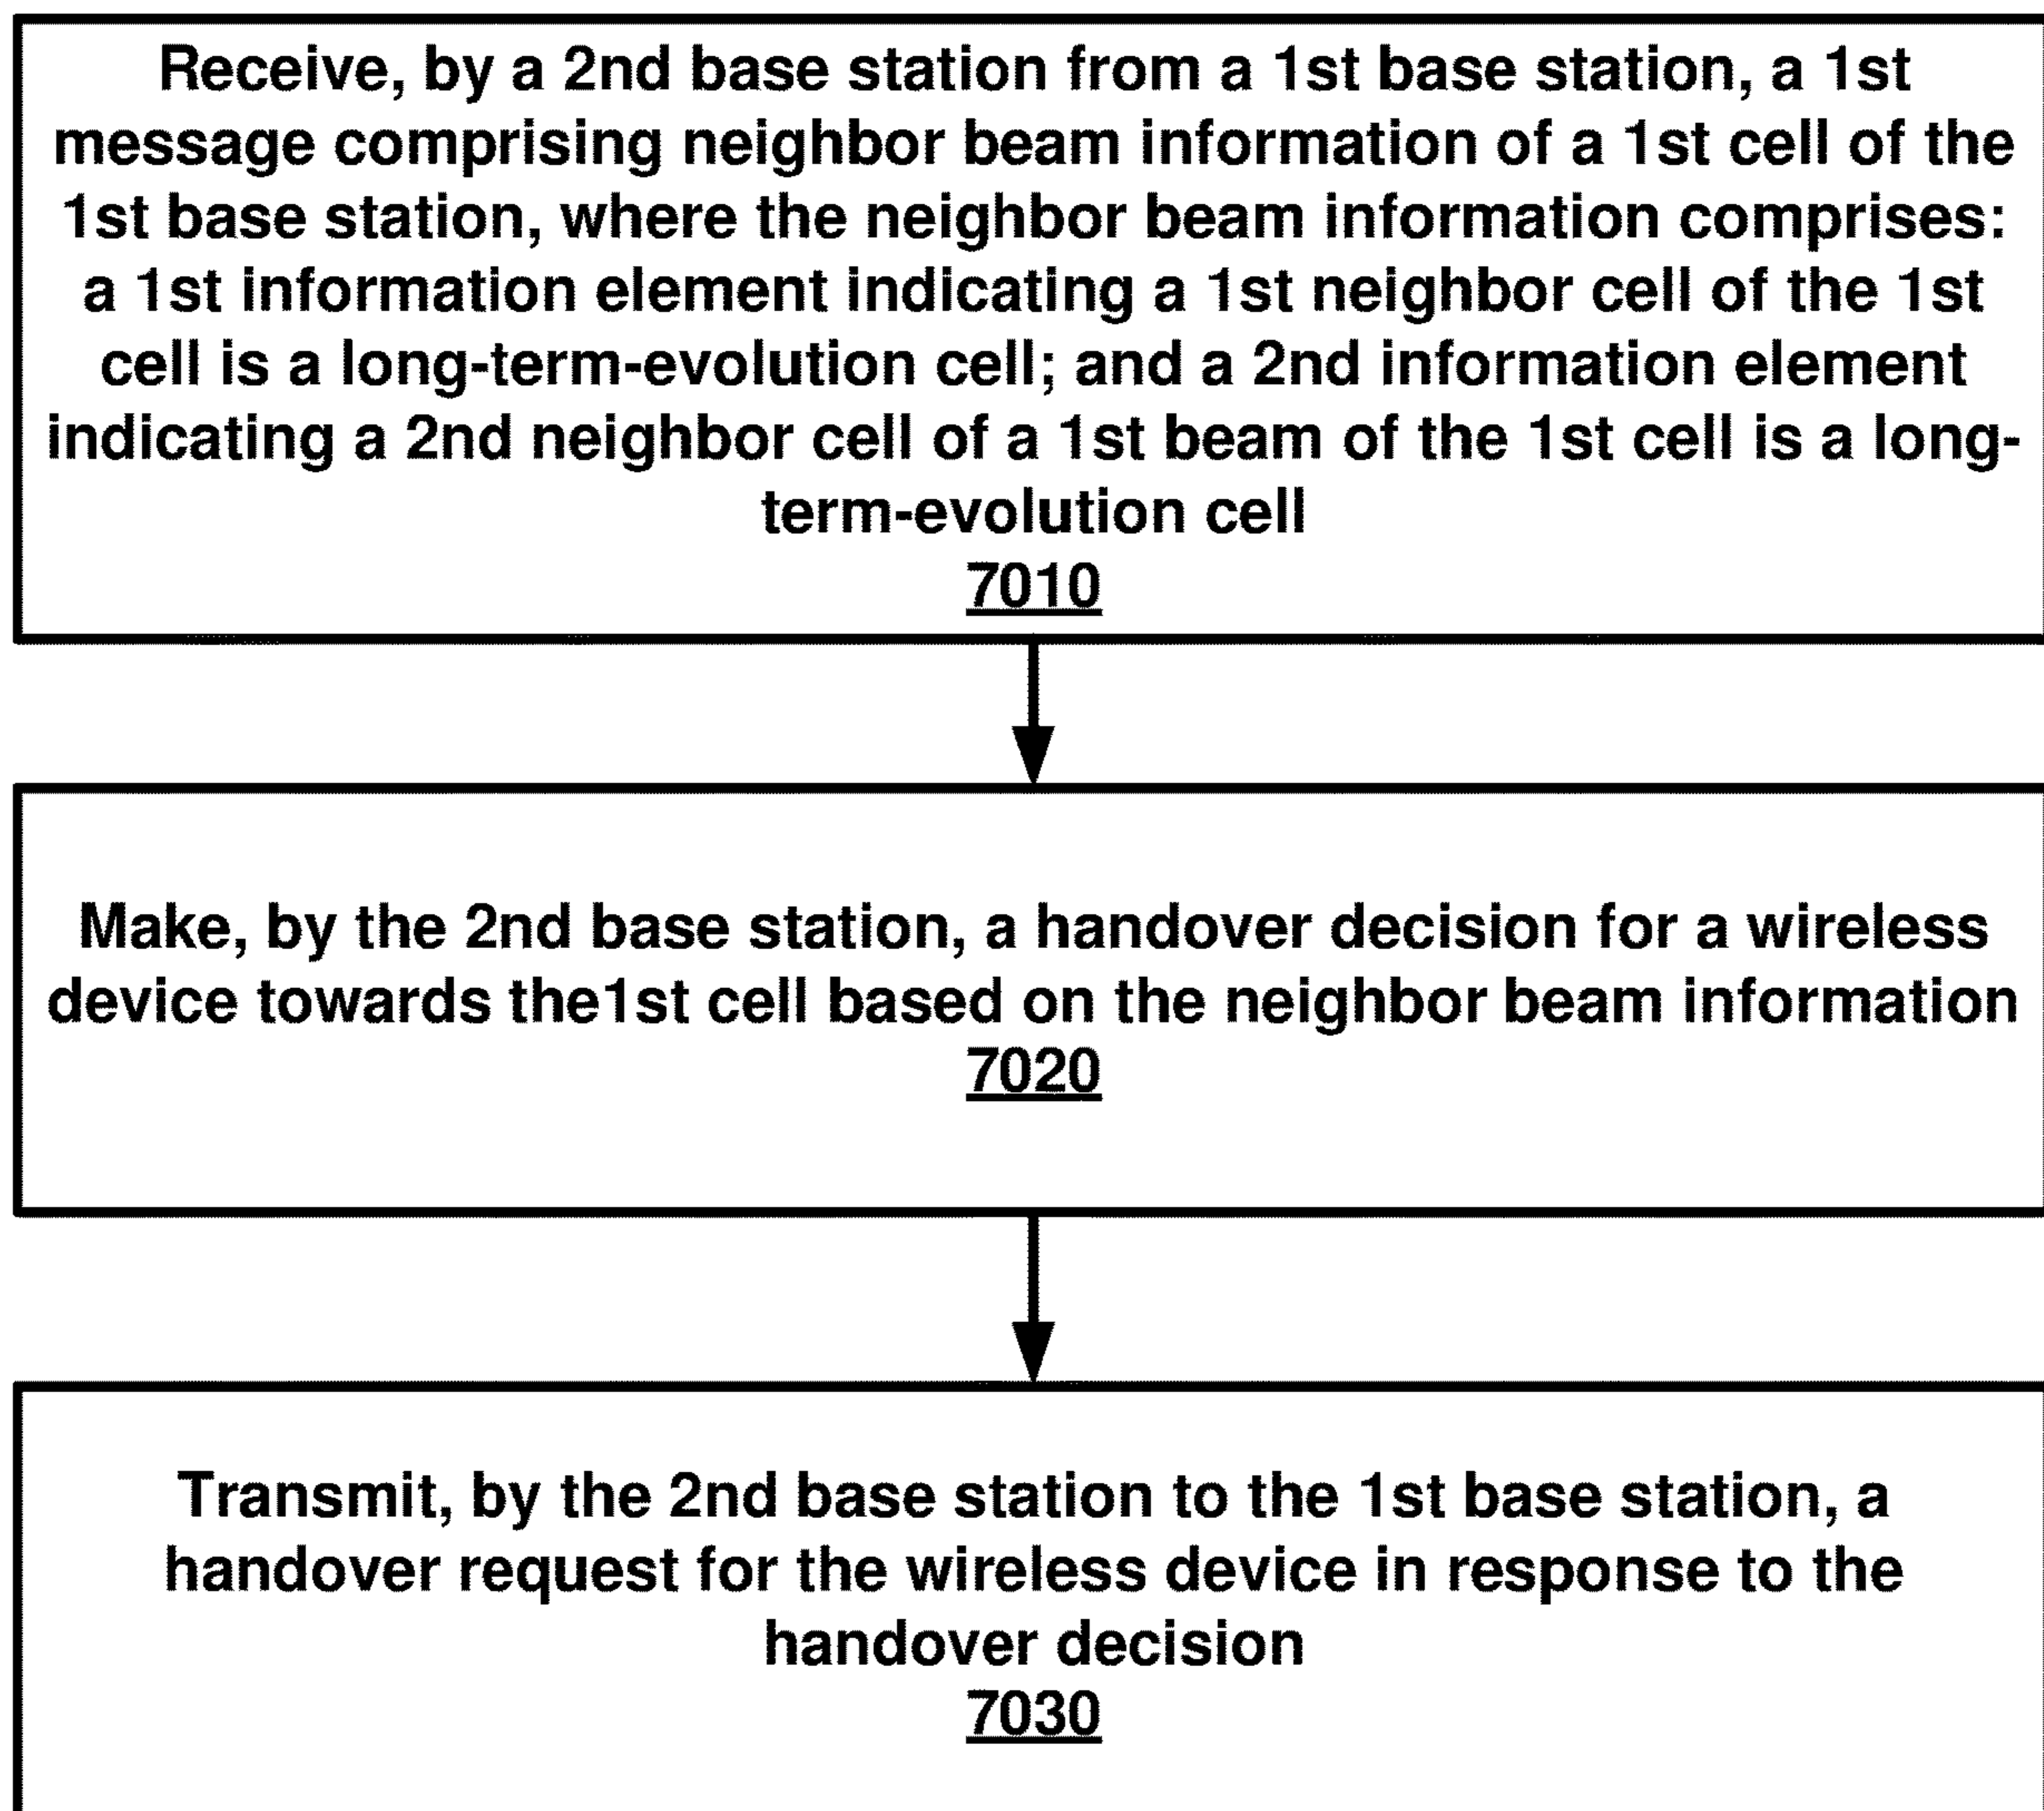 Receive, by a 2nd base station from a 1st base station, a 1st
message comprising neighbor beam information of a 1st cell of the
1st base station, where the neighbor beam information comprises:
a 1st information element indicating a 1st neighbor cell of the 1st
cell is a long-term-evolution cell; and a 2nd information element
indicating a 2nd neighbor cell of a 1st beam of the 1st cell is a long-
term-evolution cell
7010
Make, by the 2nd base station, a handover decision for a wireless
device towards the1st cell based on the neighbor beam information
7020
Transmit, by the 2nd base station to the 1st base station, a
handover request for the wireless device in response to the
handover decision
7030